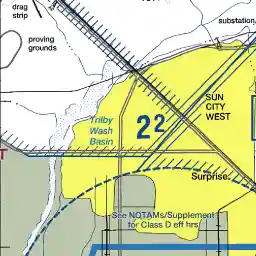 drag
strip
substation
proving
grounds
SUN
CITY
WEST
Trilby
Wash
Basin
22
Surprise
See NOTAMs/Supplement
for Class D eff hrs